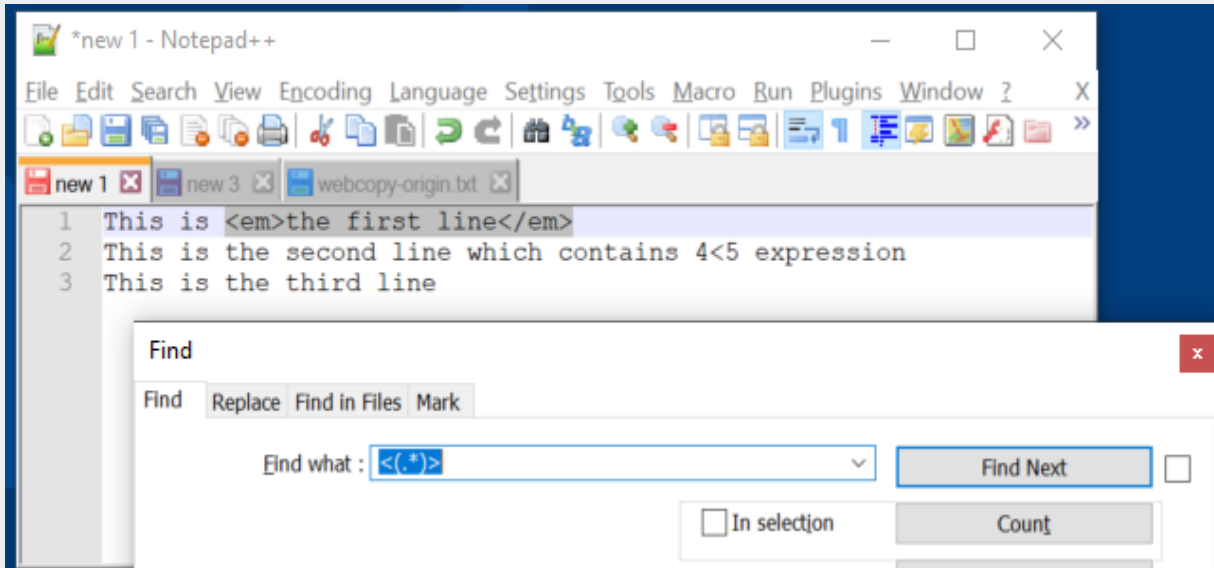 *new 1 - Notepad++
File Edit Search View Encoding Language Settings Tools Macro Run Plugins Window ? X
new 1 new 3 webcopy-origin.txt
1 This is <em>the first line</em>
2 This is the second line which contains 4<5 expression
3 This is the third line
Find
Find Replace Find in Files Mark
Find what : <(.*)> Find Next
In selection Count